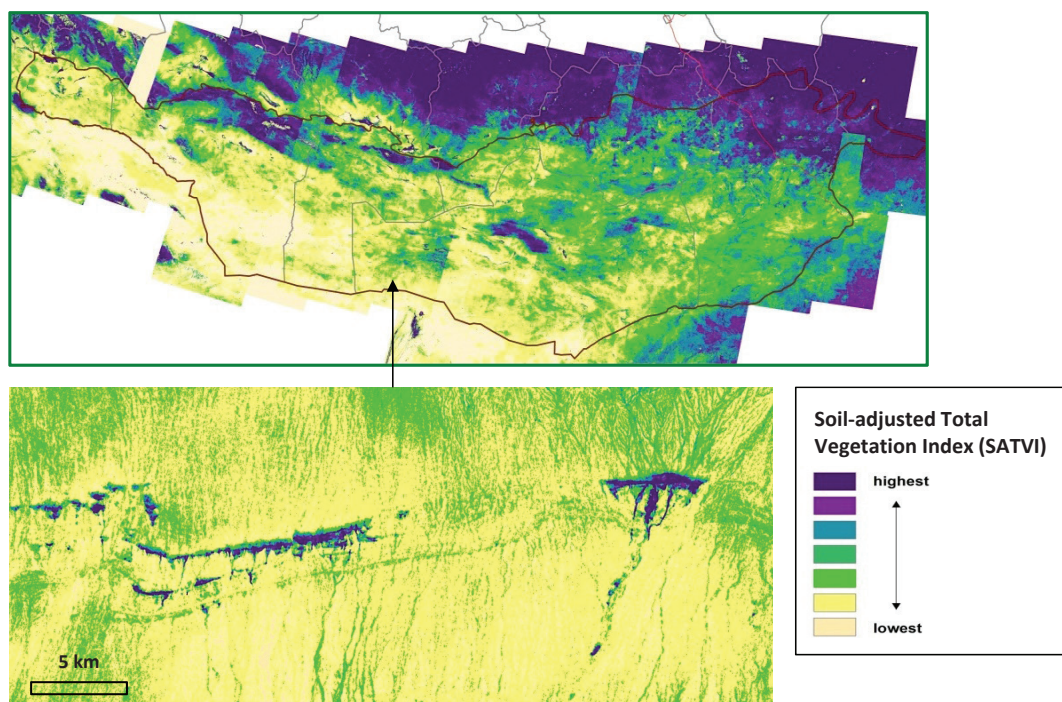 Soil-adjusted Total
Vegetation Index (SATVI)
highest
lowest
5 km